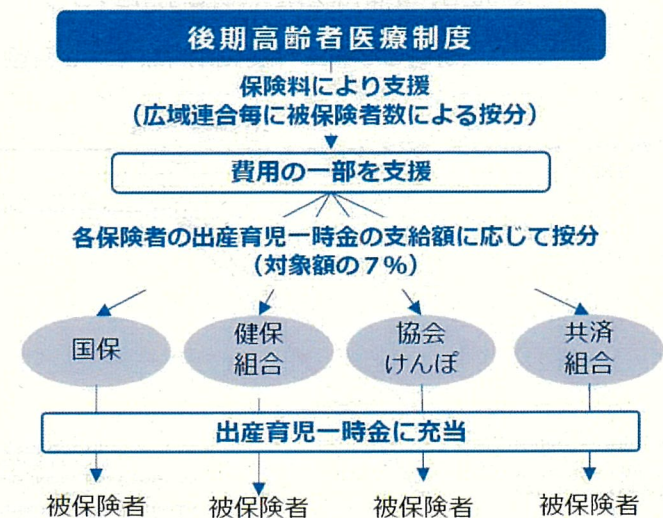 後期高齢者医療制度
保険料により支援
（広域連合毎に被保険者数による按分）
費用の一部を支援
各保険者の出産育児一時金の支給額に応じて按分
（対象額の７％）
国保
健保
組合
協会
けんぽ
共済
組合
出産育児一時金に充当
被保険者
被保険者
被保険者
被保険者